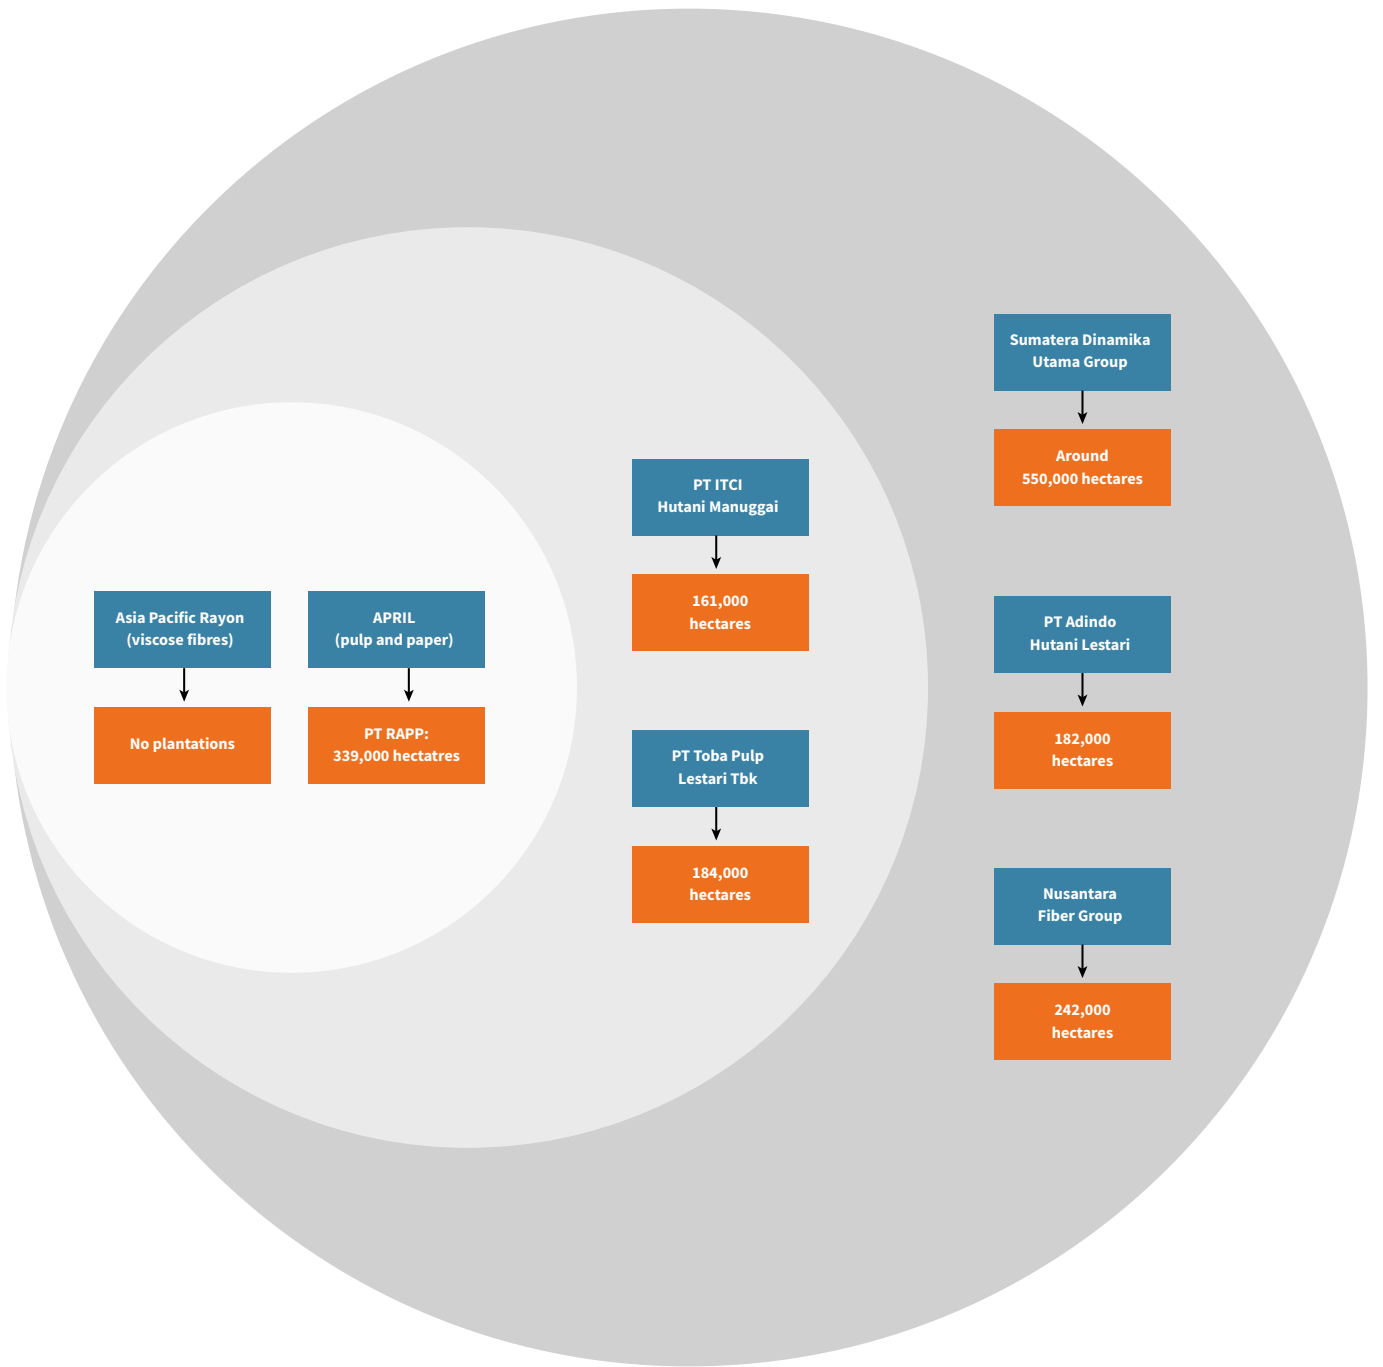 Asia Pacific Rayon
(viscose fibres)
No plantations
APRIL
(pulp and paper)
PT RAPP:
339,000 hectatres
PT ITCI
Hutani Manuggai
161,000
hectares
PT Toba Pulp
Lestari Tbk
184,000
hectares
Sumatera Dinamika
Utama Group
Around
550,000 hectares
PT Adindo
Hutani Lestari
182,000
hectares
Nusantara
Fiber Group
242,000
hectares